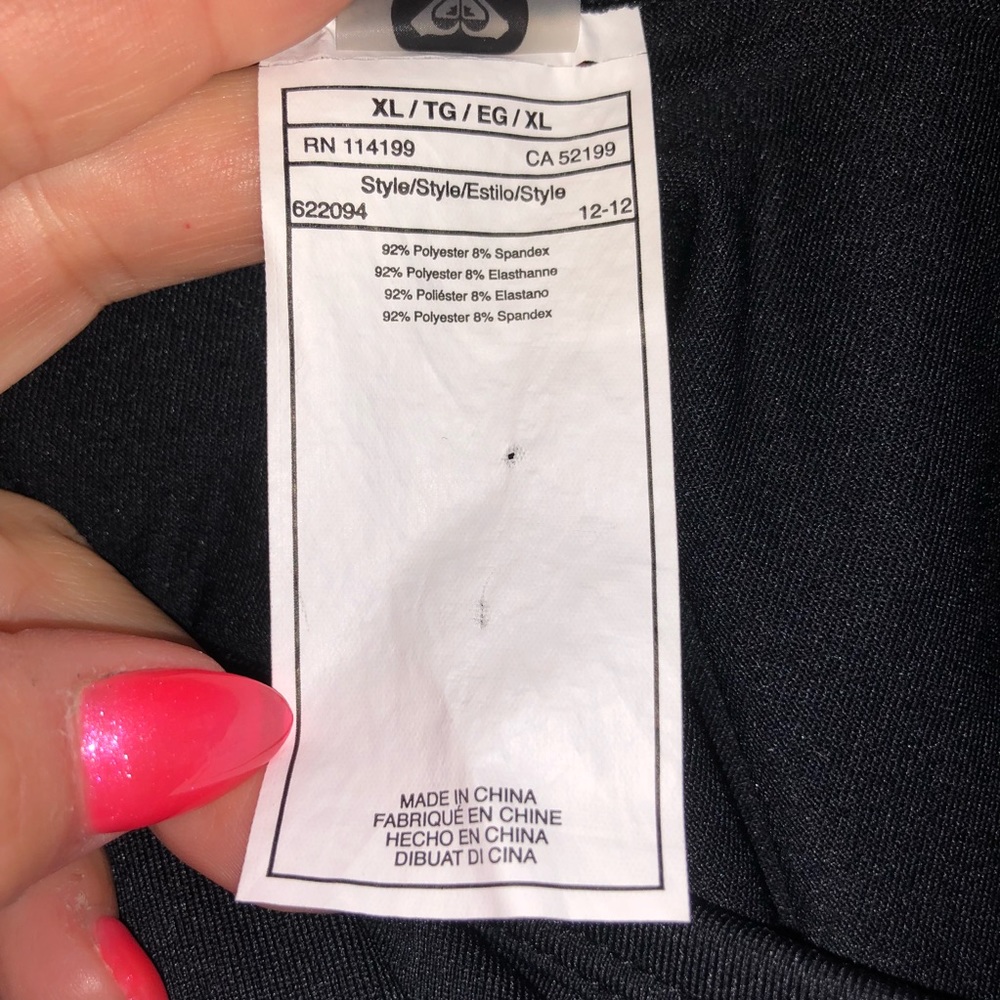 XL / TG / EG / XL
RN 114199 CA 52199
Style/Style/Estilo/Style
622094 12-12
92% Polyester 8% Spandex
92% Polyester 8% Elasthanne
92% Poliéster 8% Elastano
92% Polyester 8% Spandex
MADE IN CHINA
FABRIQUÉ EN CHINE
HECHO EN CHINA
DIBUAT DI CINA